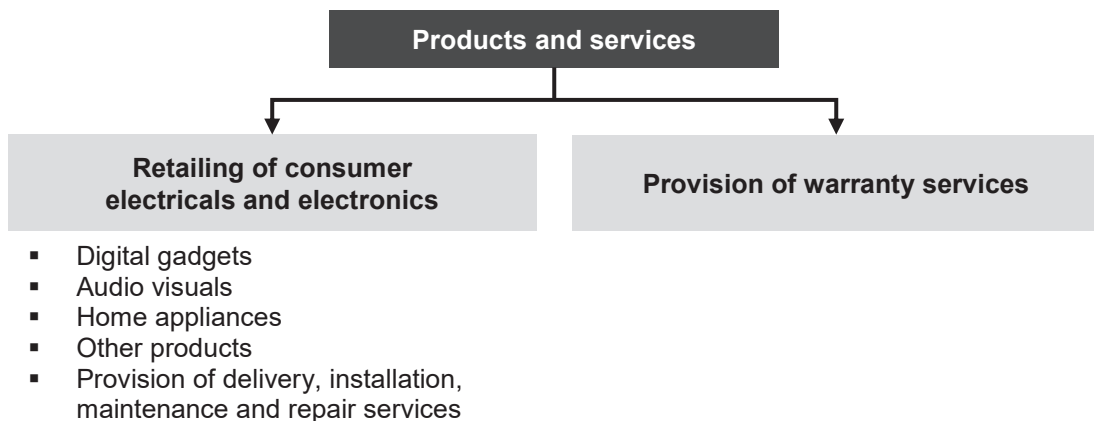 Products and services
Retailing of consumer
electricals and electronics
Provision of warranty services
▪ Digital gadgets
▪ Audio visuals
▪ Home appliances
▪ Other products
▪ Provision of delivery, installation,
maintenance and repair services